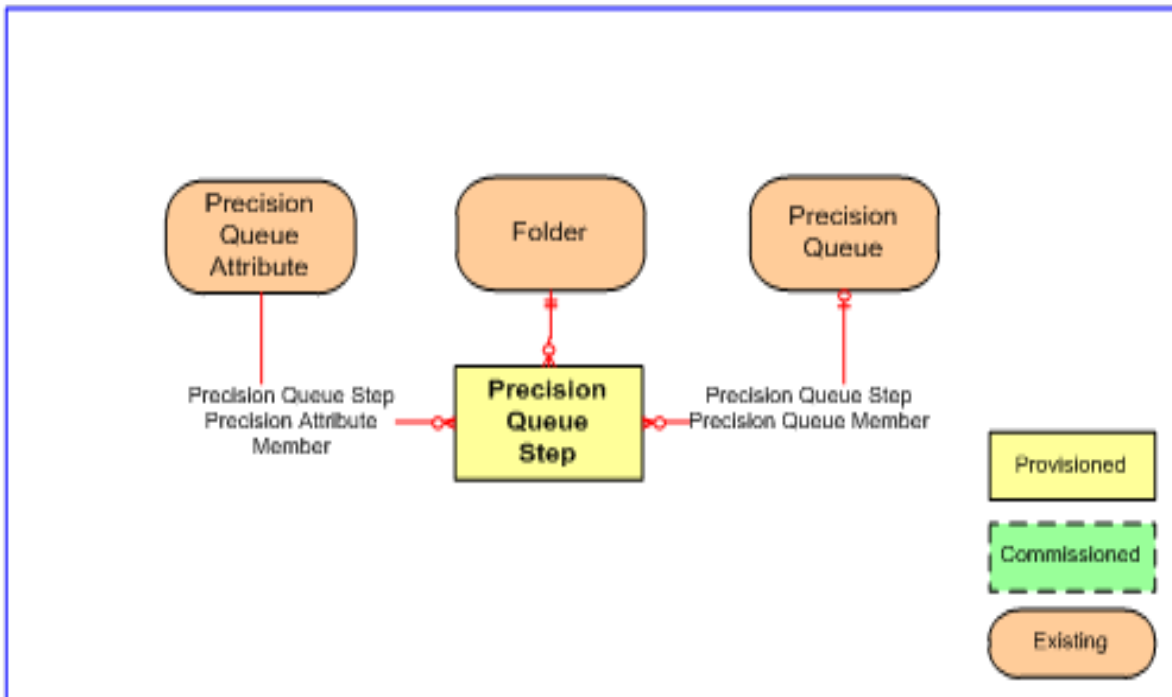 Precision
Queue
Attribute
Folder
Precision
Queue
Precision Queue Step
Precision Attribute
Member
Precision
Queue
Step
Precision Queue Step
Precision Queue Member
Provisioned
Commissioned
Existing